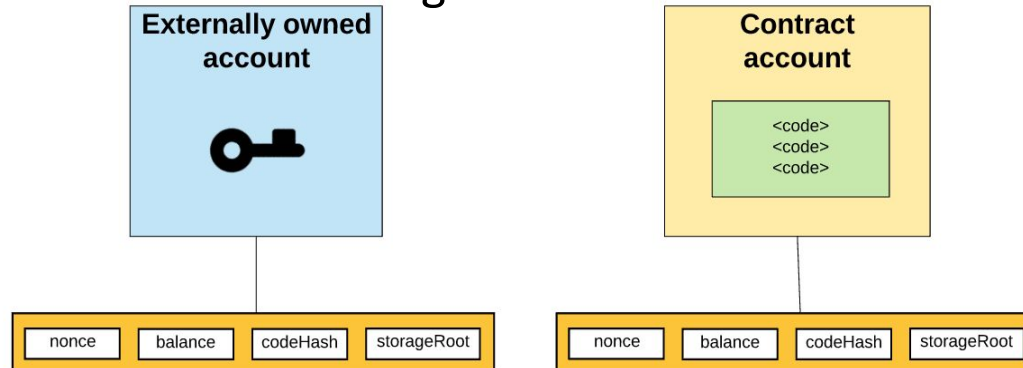 Externally owned
account
Contract
account
<code>
<code>
<code>
nonce balance codeHash storageRoot
nonce balance codeHash storageRoot